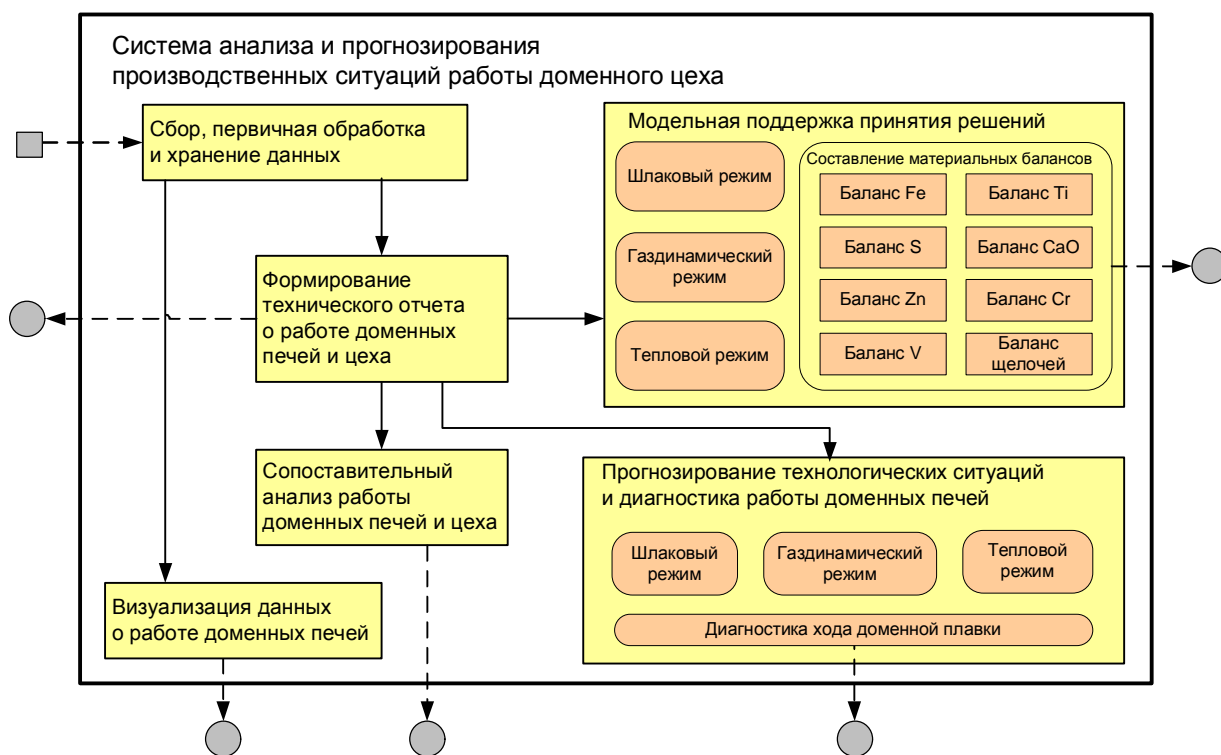 Система анализа и прогнозирования
производственных ситуаций работы доменного цеха
Сбор, первичная обработка
и хранение данных
Формирование
технического отчета
о работе доменных
печей и цеха
Сопоставительный
анализ работы
доменных печей и цеха
Визуализация данных
о работе доменных печей
Модельная поддержка принятия решений
Шлаковый режим
Газдинамический
режим
Тепловой режим
Составление материальных балансов
Баланс Fe
Баланс Ti
Баланс S
Баланс CaO
Баланс Zn
Баланс Cr
Баланс V
Баланс
щелочей
Прогнозирование технологических ситуаций
и диагностика работы доменных печей
Шлаковый
режим
Газдинамический
режим
Тепловой
режим
Диагностика хода доменной плавки